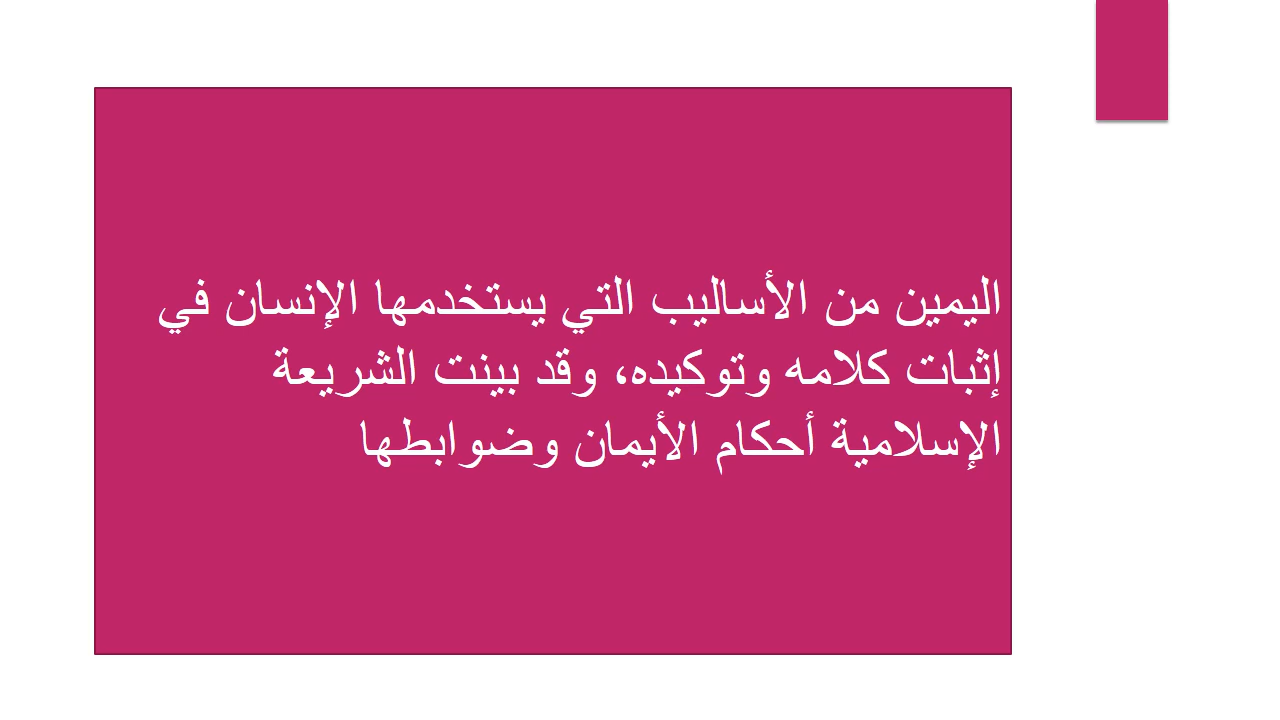 اليمين من الأساليب التي يستخدمها الإنسان في
إثبات كلامه وتوكيده، وقد بينت الشريعة
الإسلامية أحكام الأيمان وضوابطها